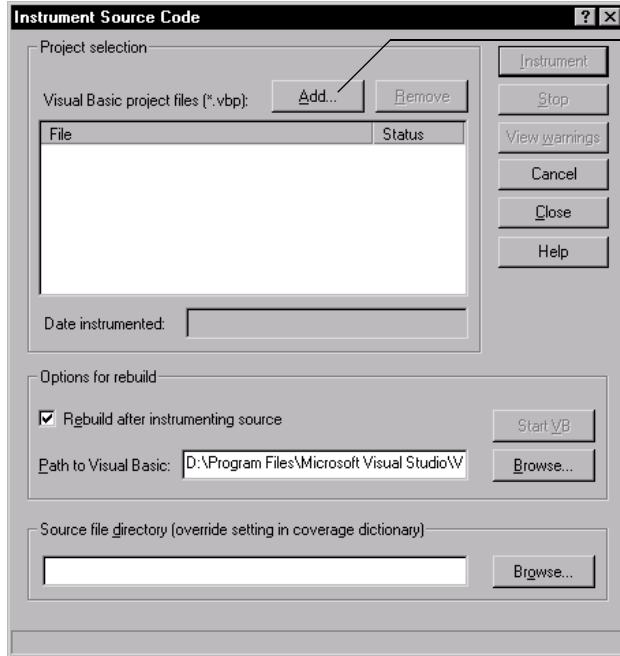 Instrument Source Code
Project selection
Visual Basic project files (*.vbp):
Add...
Remove
File
Status
Date instrumented:
Instrument
Stop
View warnings
Cancel
Close
Help
Options for rebuild
Rebuild after instrumenting source
Start VB
Path to Visual Basic:
D:\Program Files\Microsoft Visual Studio\V
Browse...
Source file directory (override setting in coverage dictionary)
Browse...